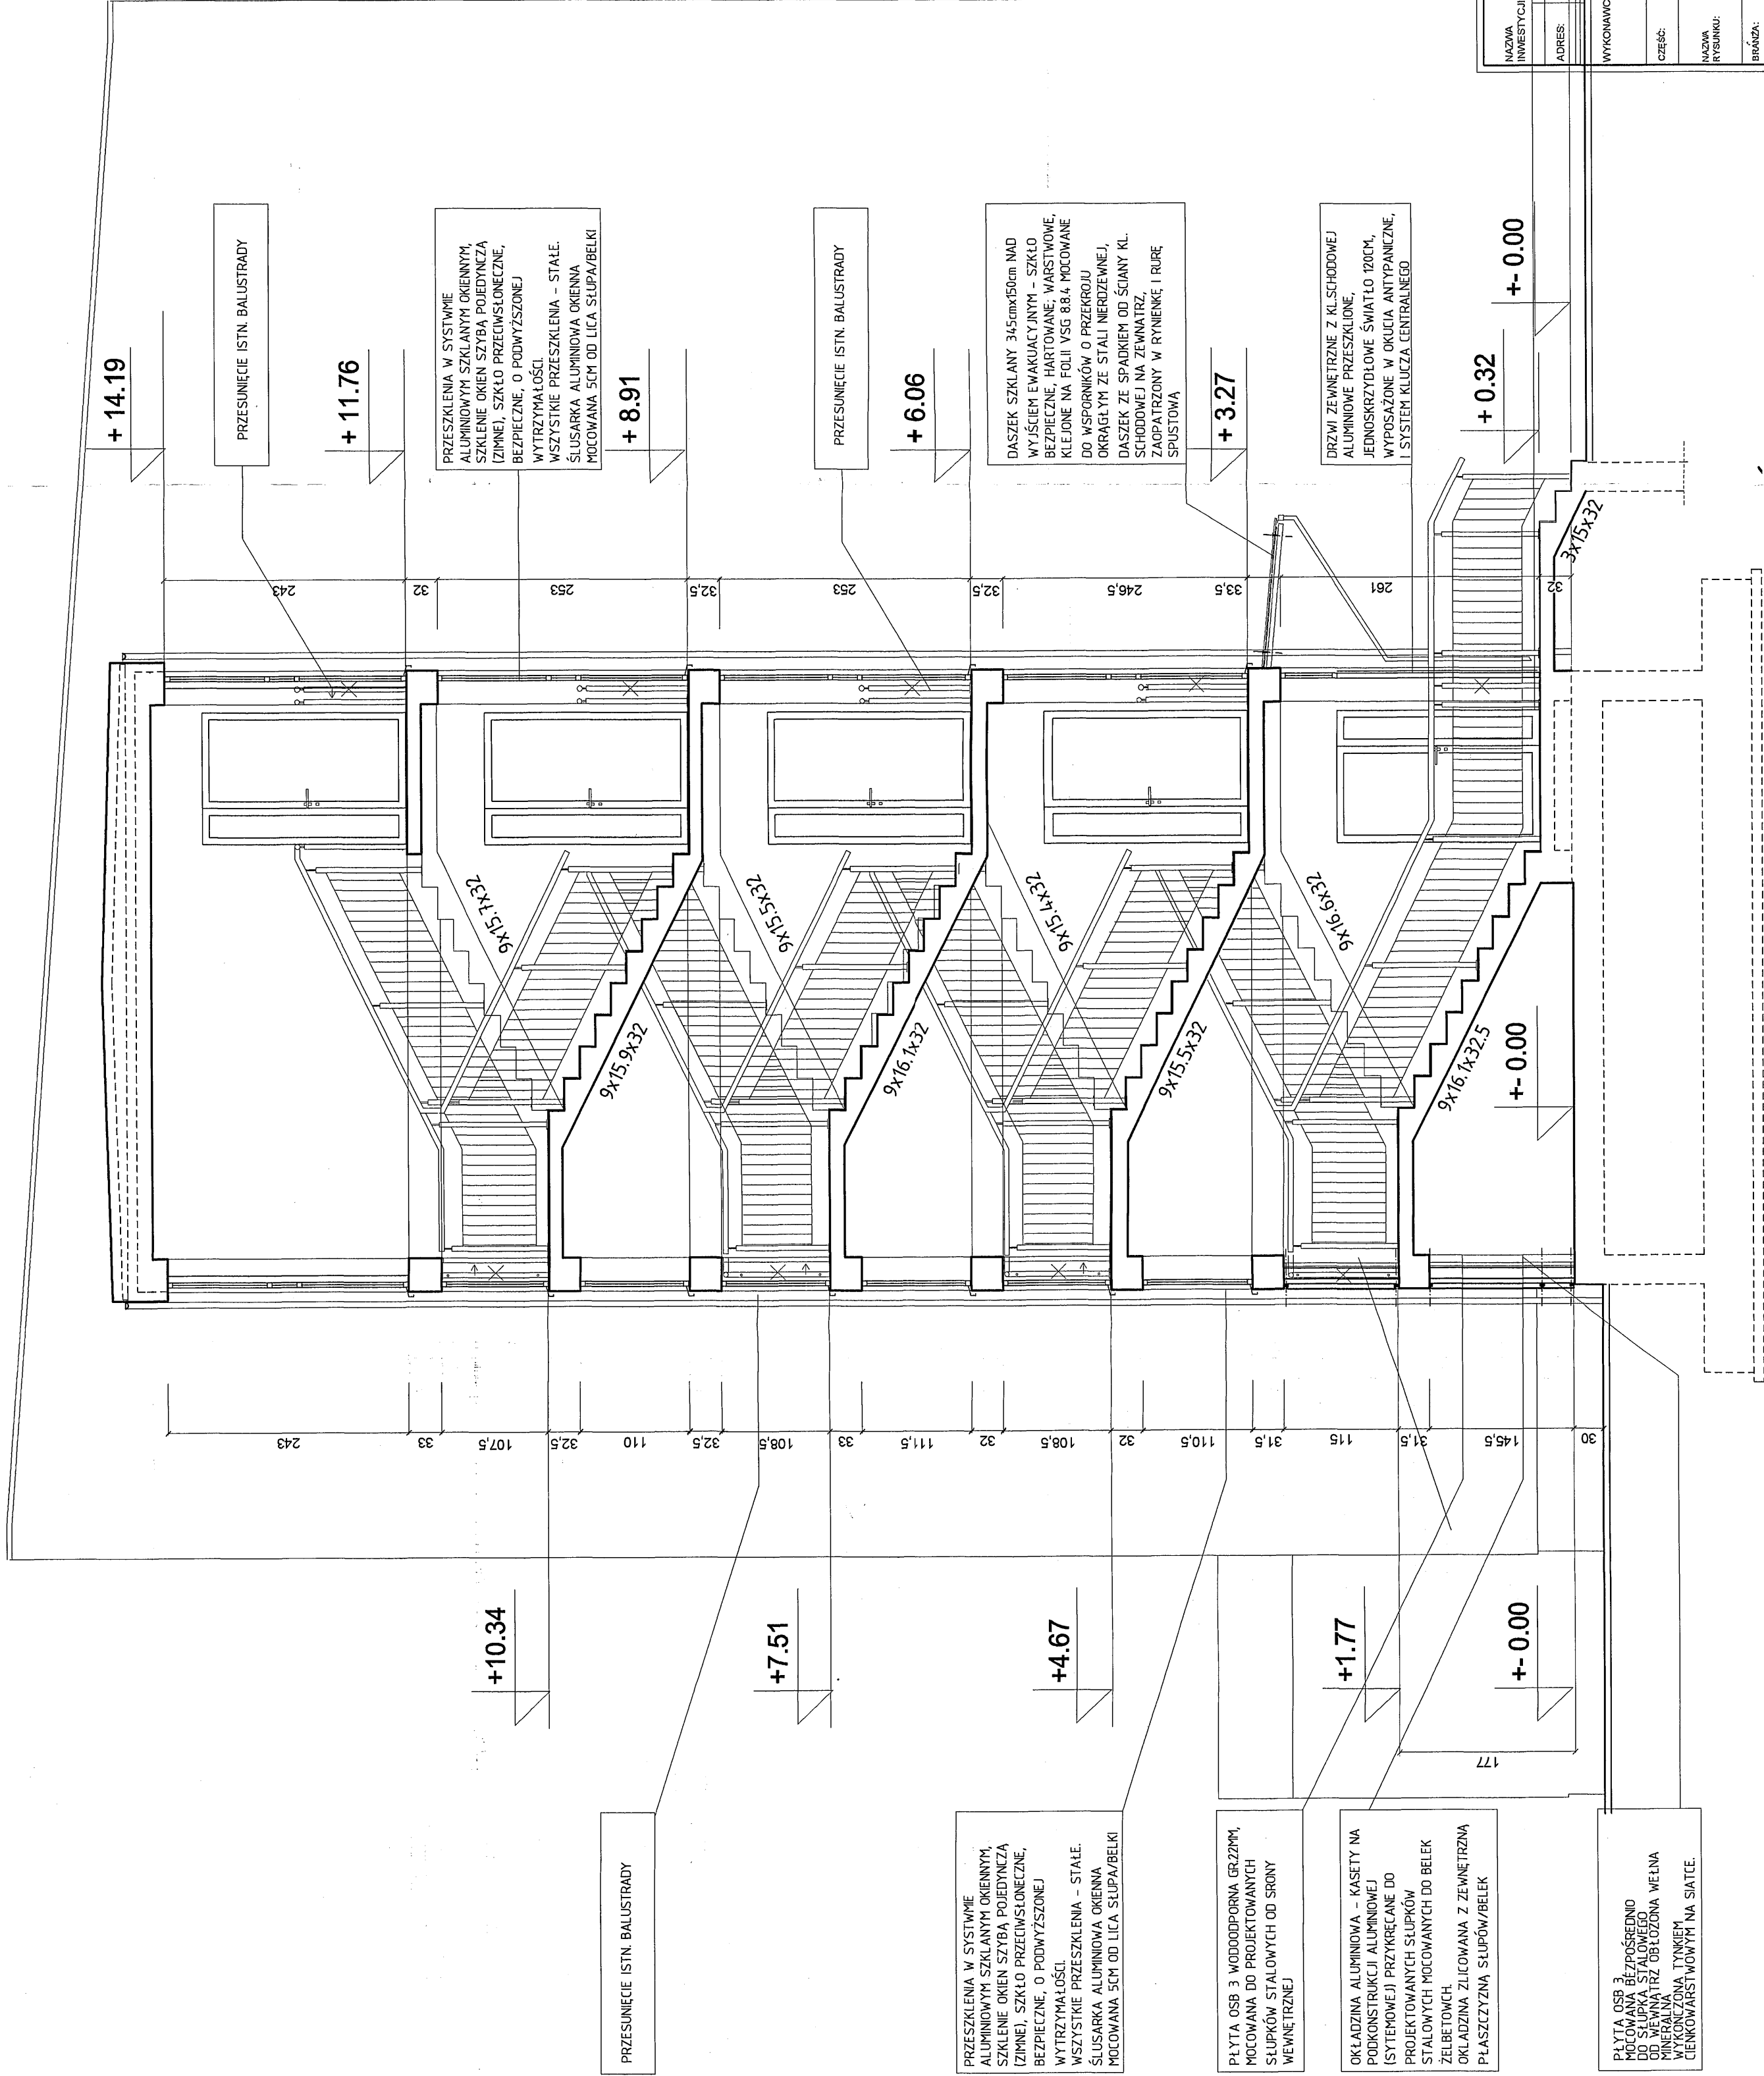 + 14.19
PRZESUNIĘCIE ISTN. BALUSTRADY
+ 11.76
PRZESZKLENIA W SYSTWMIE
ALUMINIOWYM SZKLANYM OKIENNYM,
SZKLENIE OKIEN SZYBĄ POJEDYNCZĄ
(ZIMNE), SZKŁO PRZECIWSŁONECZNE,
BEZPIECZNE, O PODWYŻSZONEJ
WYTRZYMAŁOŚCI.
WSZYSTKIE PRZESZKLENIA - STAŁE.
ŚLUSARKA ALUMINIOWA OKIENNA
MOCOWANA 5CM OD LICA SŁUPA/BELKI
+ 8.91
PRZESUNIĘCIE ISTN. BALUSTRADY
+ 6.06
DASZEK SZKLANY 345cmx150cm NAD
WYJŚCIEM EWAKUACYJNYM - SZKŁO
BEZPIECZNE, HARTOWANE; WARSTWOWE,
KLEJONE NA FOLII VSG 8.8.4 MOCOWANE
DO WSPORNIKÓW O PRZEKROJU
OKRĄGŁYM ZE STALI NIERDZEWNEJ,
DASZEK ZE SPADKIEM OD ŚCIANY KL.
SCHODOWEJ NA ZEWNATRZ,
ZAOPATRZONY W RYNIENKĘ I RURĘ
SPUSTOWĄ
+ 3.27
DRZWI ZEWNĘTRZNE Z KL.SCHODOWEJ
ALUMINIOWE PRZESZKLIONE,
JEDNOSKRZYDŁOWE ŚWIATŁO 120CM,
WYPOSAŻONE W OKUCIA ANTYPANICZNE,
I SYSTEM KLUCZA CENTRALNEGO
+ 0.32
+- 0.00
243
32
253
32,5
253
32,5
246,5
33,5
261
32
9x15.7x32
9x15.5x32
9x15.4x32
9x16.6x32
3x15x32
9x15.9x32
9x16.1x32
9x15.5x32
9x16.1x32.5
+- 0.00
243
33
107,5
32,5
110
32,5
108,5
33
111,5
32
108,5
32
110,5
31,5
115
31,5
145,5
30
+10.34
+7.51
+4.67
+1.77
+- 0.00
177
PRZESUNIĘCIE ISTN. BALUSTRADY
PRZESZKLENIA W SYSTWMIE
ALUMINIOWYM SZKLANYM OKIENNYM,
SZKLENIE OKIEN SZYBĄ POJEDYNCZĄ
(ZIMNE), SZKŁO PRZECIWSŁONECZNE,
BEZPIECZNE, O PODWYŻSZONEJ
WYTRZYMAŁOŚCI.
WSZYSTKIE PRZESZKLENIA - STAŁE.
ŚLUSARKA ALUMINIOWA OKIENNA
MOCOWANA 5CM OD LICA SŁUPA/BELKI
PŁYTA OSB 3 WODOODPORNA GR.22MM,
MOCOWANA DO PROJEKTOWANYCH
SŁUPKÓW STALOWYCH OD SRONY
WEWNĘTRZNEJ
OKŁADZINA ALUMINIOWA - KASETY NA
PODKONSTRUKCJI ALUMINIOWEJ
(SYTEMOWEJ) PRZYKRĘCANE DO
PROJEKTOWANYCH SŁUPKÓW
STALOWYCH MOCOWANYCH DO BELEK
ŻELBETOWCH.
OKŁADZINA ZLICOWANA Z ZEWNĘTRZNĄ
PŁASZCZYZNĄ SŁUPÓW/BELEK
PŁYTA OSB 3,
MOCOWANA BEZPOŚREDNIO
DO SŁUPKA STALOWEGO
OD WEWNĄTRZ OBŁOŻONA WEŁNA
MINERALNĄ
WYKOŃCZONA TYNKIEM
CIENKOWARSTWOWYM NA SIATCE.
NAZWA
INWESTYCJI
ADRES:
WYKONAWC
CZĘŚĆ:
NAZWA
RYSUNKU:
BRANŻA: